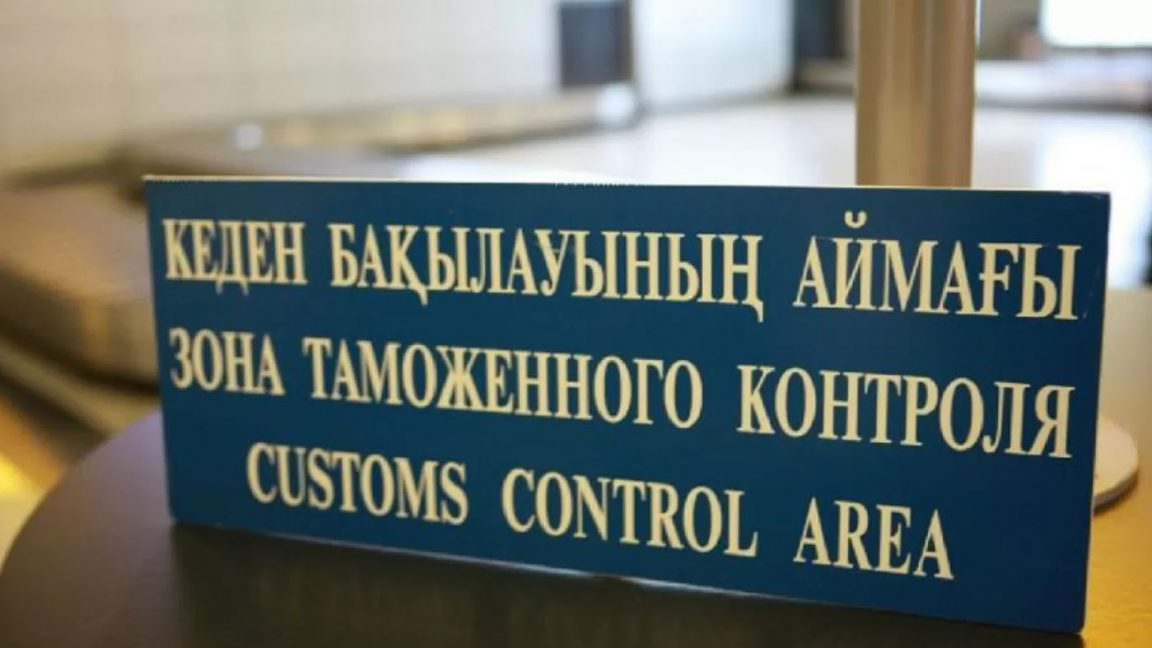 КЕДЕН БАҚЫЛАУЫНЫҢ АЙМАҒЫ
ЗОНА ТАМОЖЕННОГО КОНТРОЛЯ
CUSTOMS CONTROL AREA